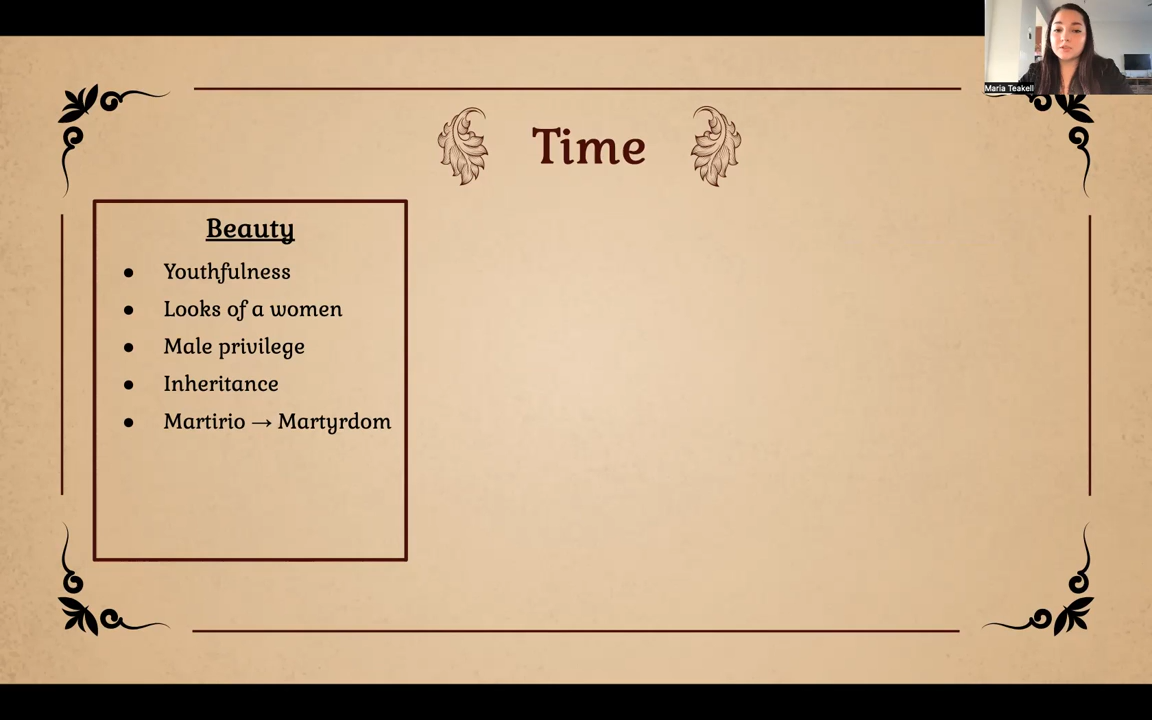 Maria Teakell
Time
Beauty
● Youthfulness
● Looks of a women
● Male privilege
● Inheritance
● Martirio → Martyrdom